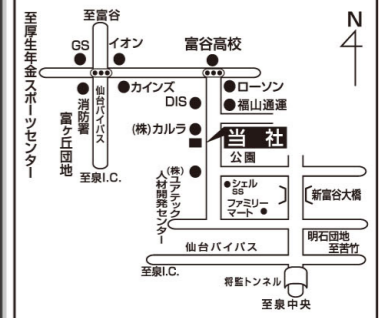 至富谷
N
GS
イオン
富谷高校
至厚生年金スポーツセンター
カインズ
ローソン
DIS
福山通運
消防署
仙台バイパス
富ヶ丘団地
(株)カルラ
当社
公園
至泉I.C.
(株)ユアテック
人材開発センター
シェル
SS
ファミリー
マート
新富谷大橋
明石団地
至苦竹
仙台バイパス
至泉I.C.
将監トンネル
至泉中央